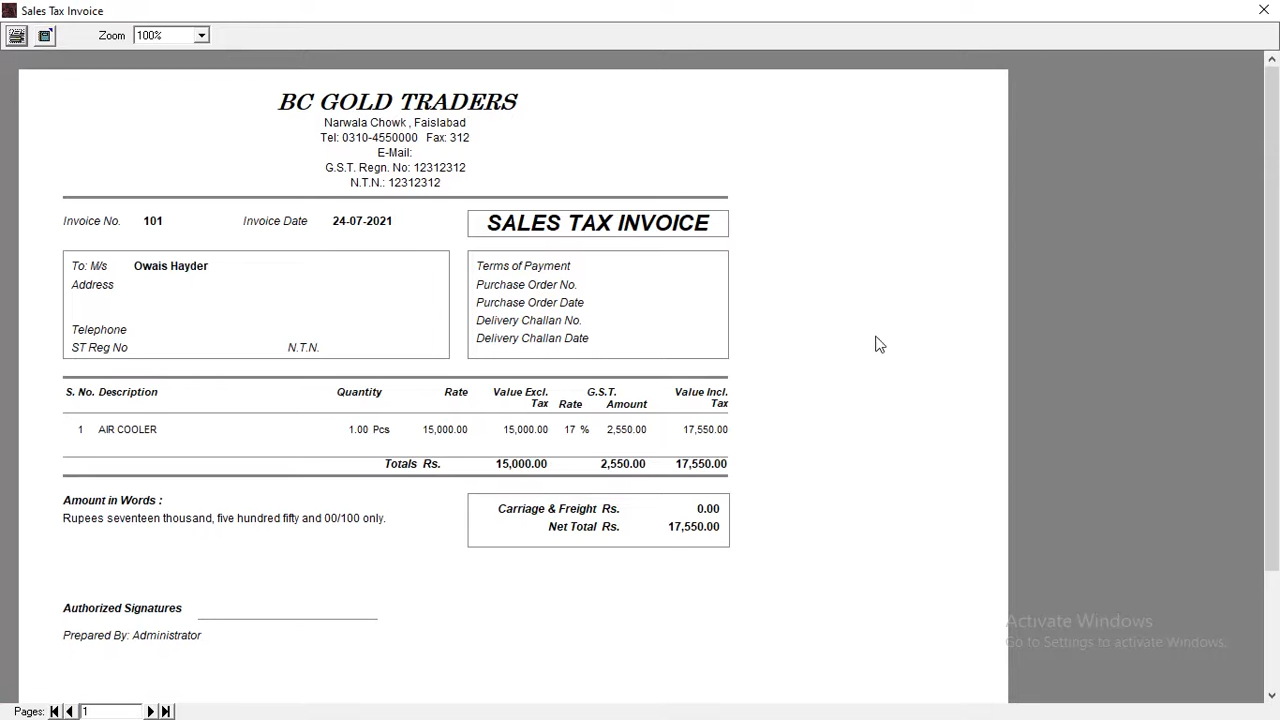 Sales Tax Invoice
Zoom 100%
BC GOLD TRADERS
Narwala Chowk , Faislabad
Tel: 0310-4550000 Fax: 312
E-Mail:
G.S.T. Regn. No: 12312312
N.T.N.: 12312312
Invoice No. 101 Invoice Date 24-07-2021 SALES TAX INVOICE
To: M/s Owais Hayder
Address
Telephone
ST Reg No N.T.N.
Terms of Payment
Purchase Order No.
Purchase Order Date
Delivery Challan No.
Delivery Challan Date
S. No. Description Quantity Rate Value Excl. G.S.T. Value Incl.
Tax Rate Amount Tax
1 AIR COOLER 1.00 Pcs 15,000.00 15,000.00 17 % 2,550.00 17,550.00
Totals Rs. 15,000.00 2,550.00 17,550.00
Amount in Words :
Rupees seventeen thousand, five hundred fifty and 00/100 only.
Carriage & Freight Rs. 0.00
Net Total Rs. 17,550.00
Authorized Signatures
Prepared By: Administrator
Activate Windows
Go to Settings to activate Windows.
Pages: 1